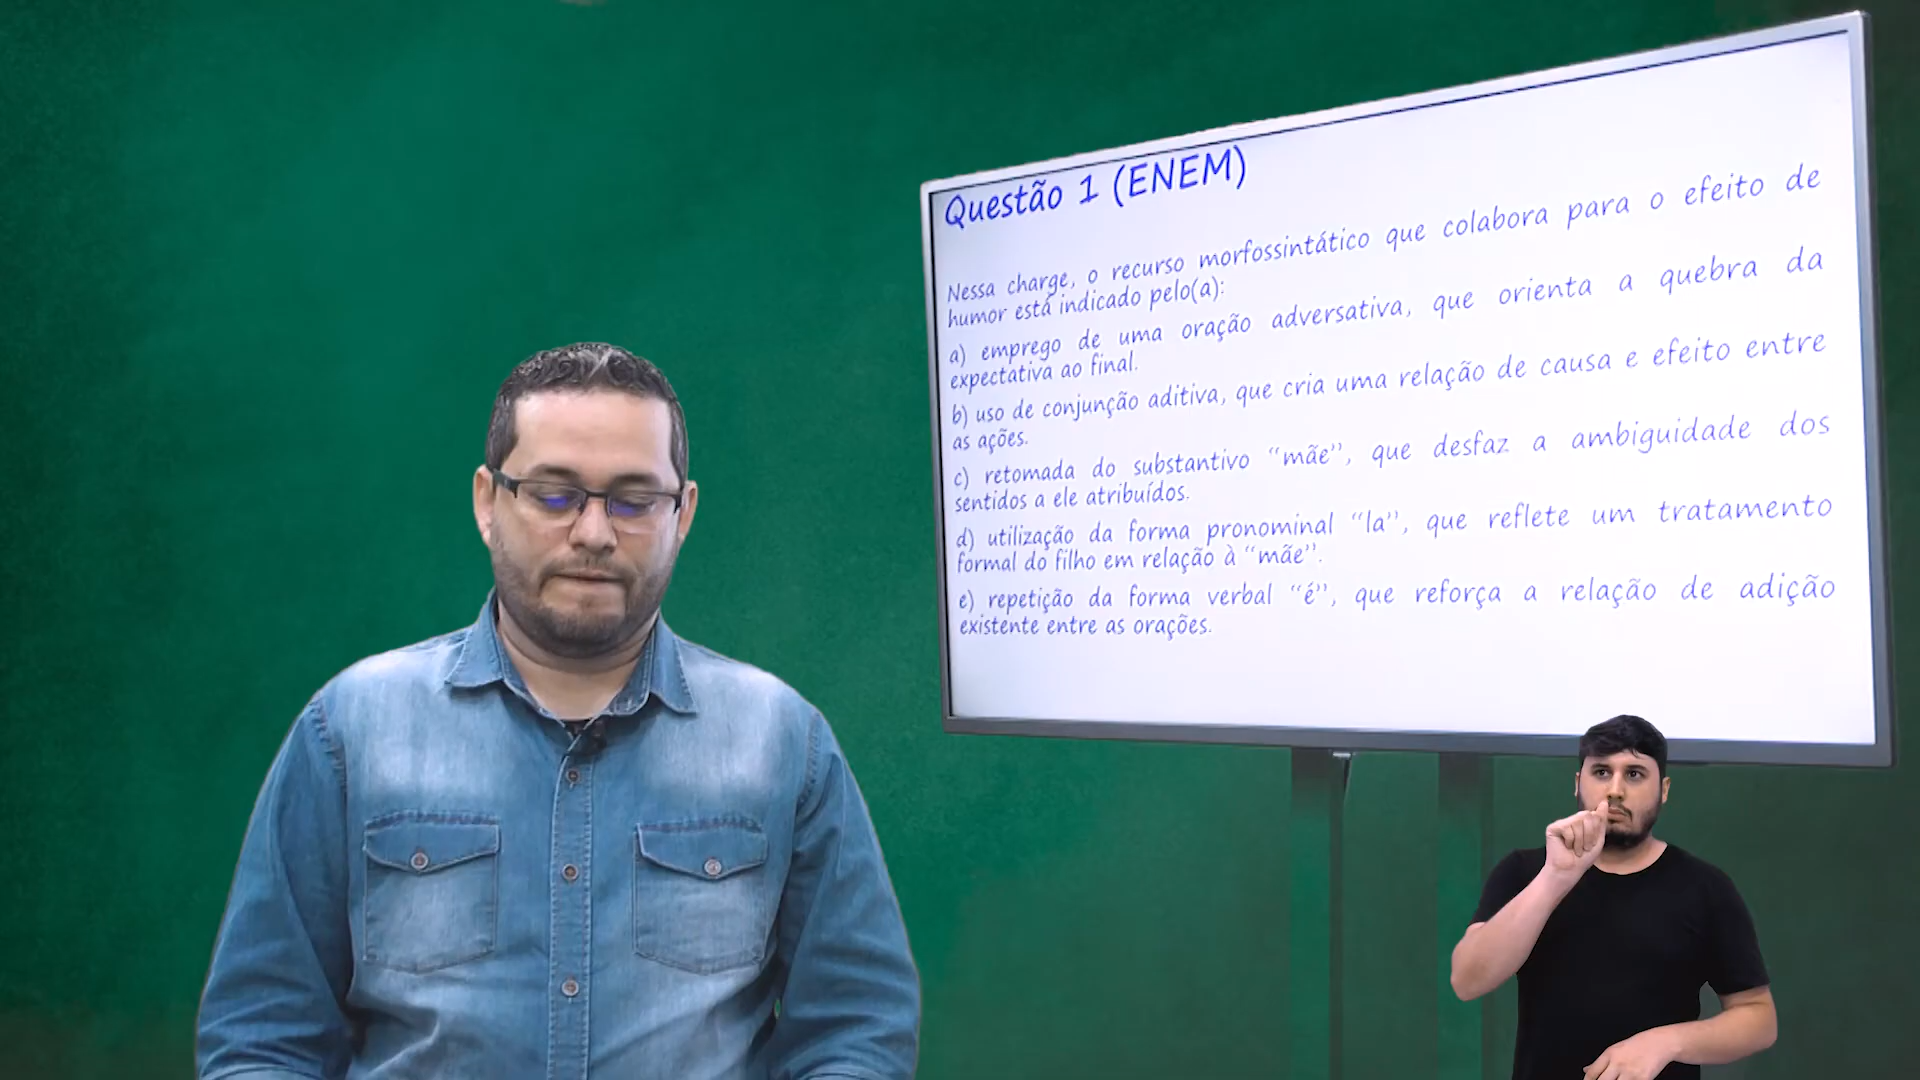 Questão 1 (ENEM)
Nessa charge, o recurso morfossintático que colabora para o efeito de
humor está indicado pelo(a):
a) emprego de uma oração adversativa, que orienta a quebra da
expectativa ao final.
b) uso de conjunção aditiva, que cria uma relação de causa e efeito entre
as ações.
c) retomada do substantivo “mãe”, que desfaz a ambiguidade dos
sentidos a ele atribuídos.
d) utilização da forma pronominal “la”, que reflete um tratamento
formal do filho em relação à “mãe”.
e) repetição da forma verbal “é”, que reforça a relação de adição
existente entre as orações.